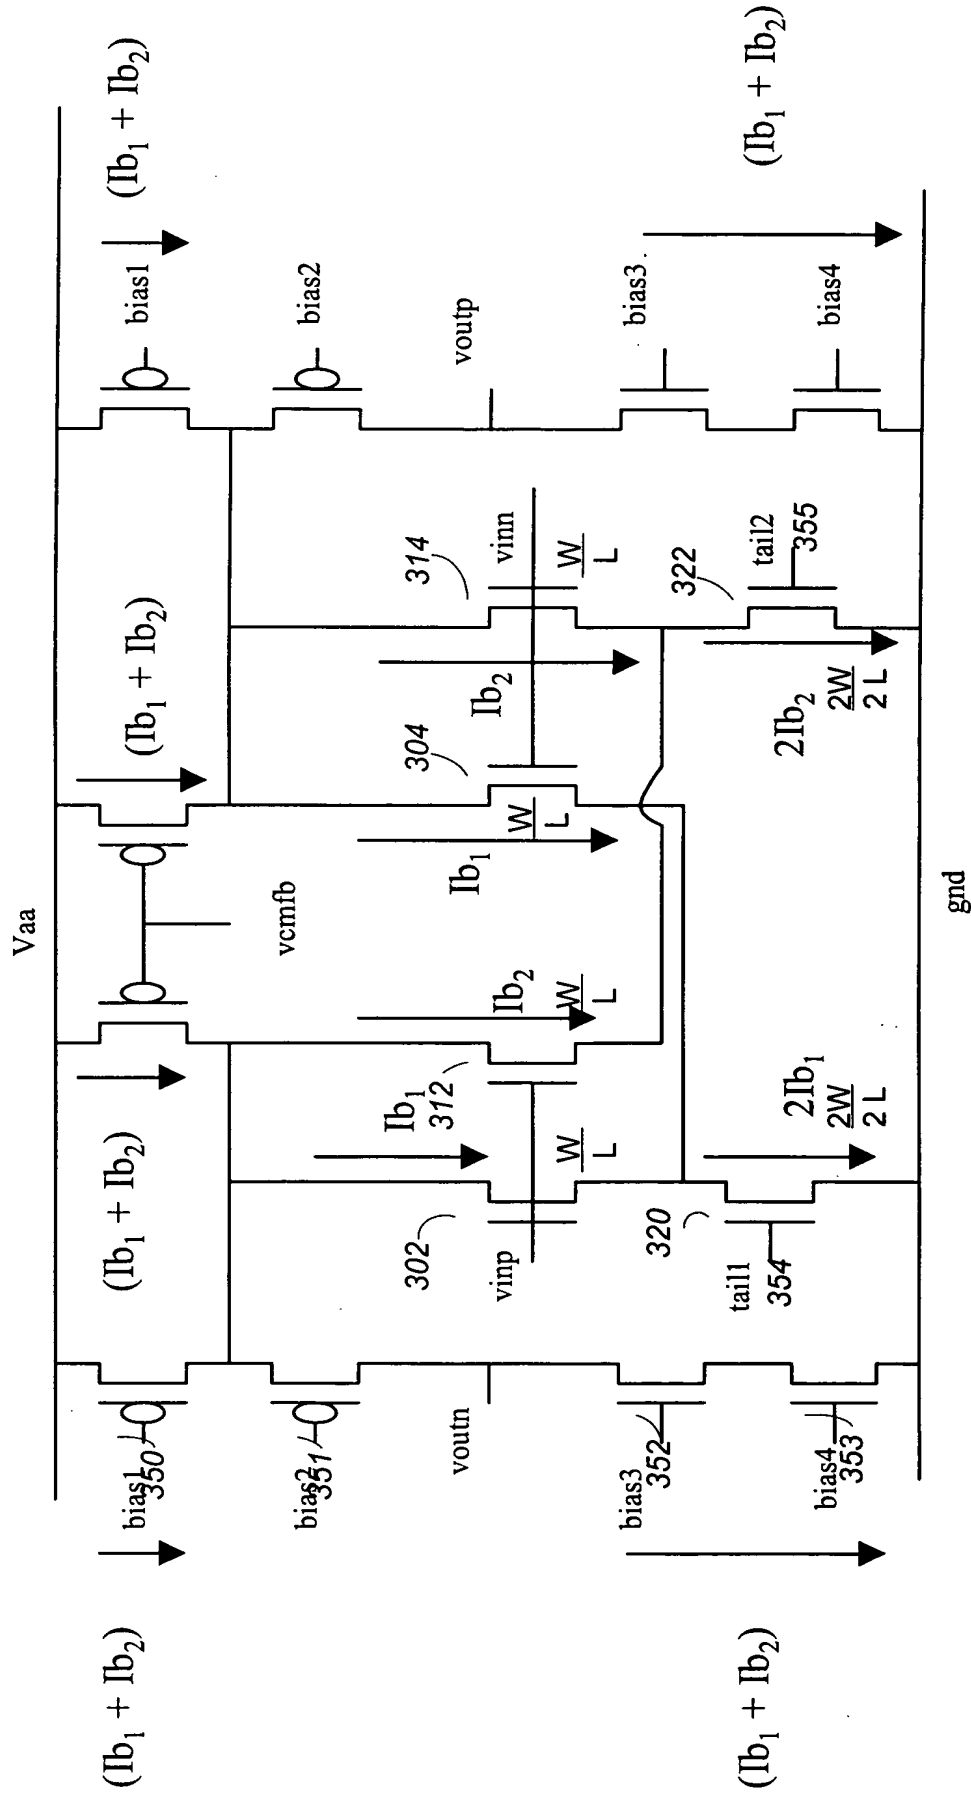 Vaa
(Ib1 + Ib2)
(Ib1 + Ib2)
(Ib1 + Ib2)
(Ib1 + Ib2)
bias1
350
vcmfb
bias1
bias2
351
bias2
voutn
302
Ib1
312
Ib2
Ib1
304
Ib2
314
voutp
vinp
W
L
W
L
W
L
vinn
W
L
bias3
352
320
322
bias3
tail1
354
2Ib1
2W
2L
2Ib2
2W
2L
tail2
355
bias4
353
bias4
(Ib1 + Ib2)
(Ib1 + Ib2)
gnd